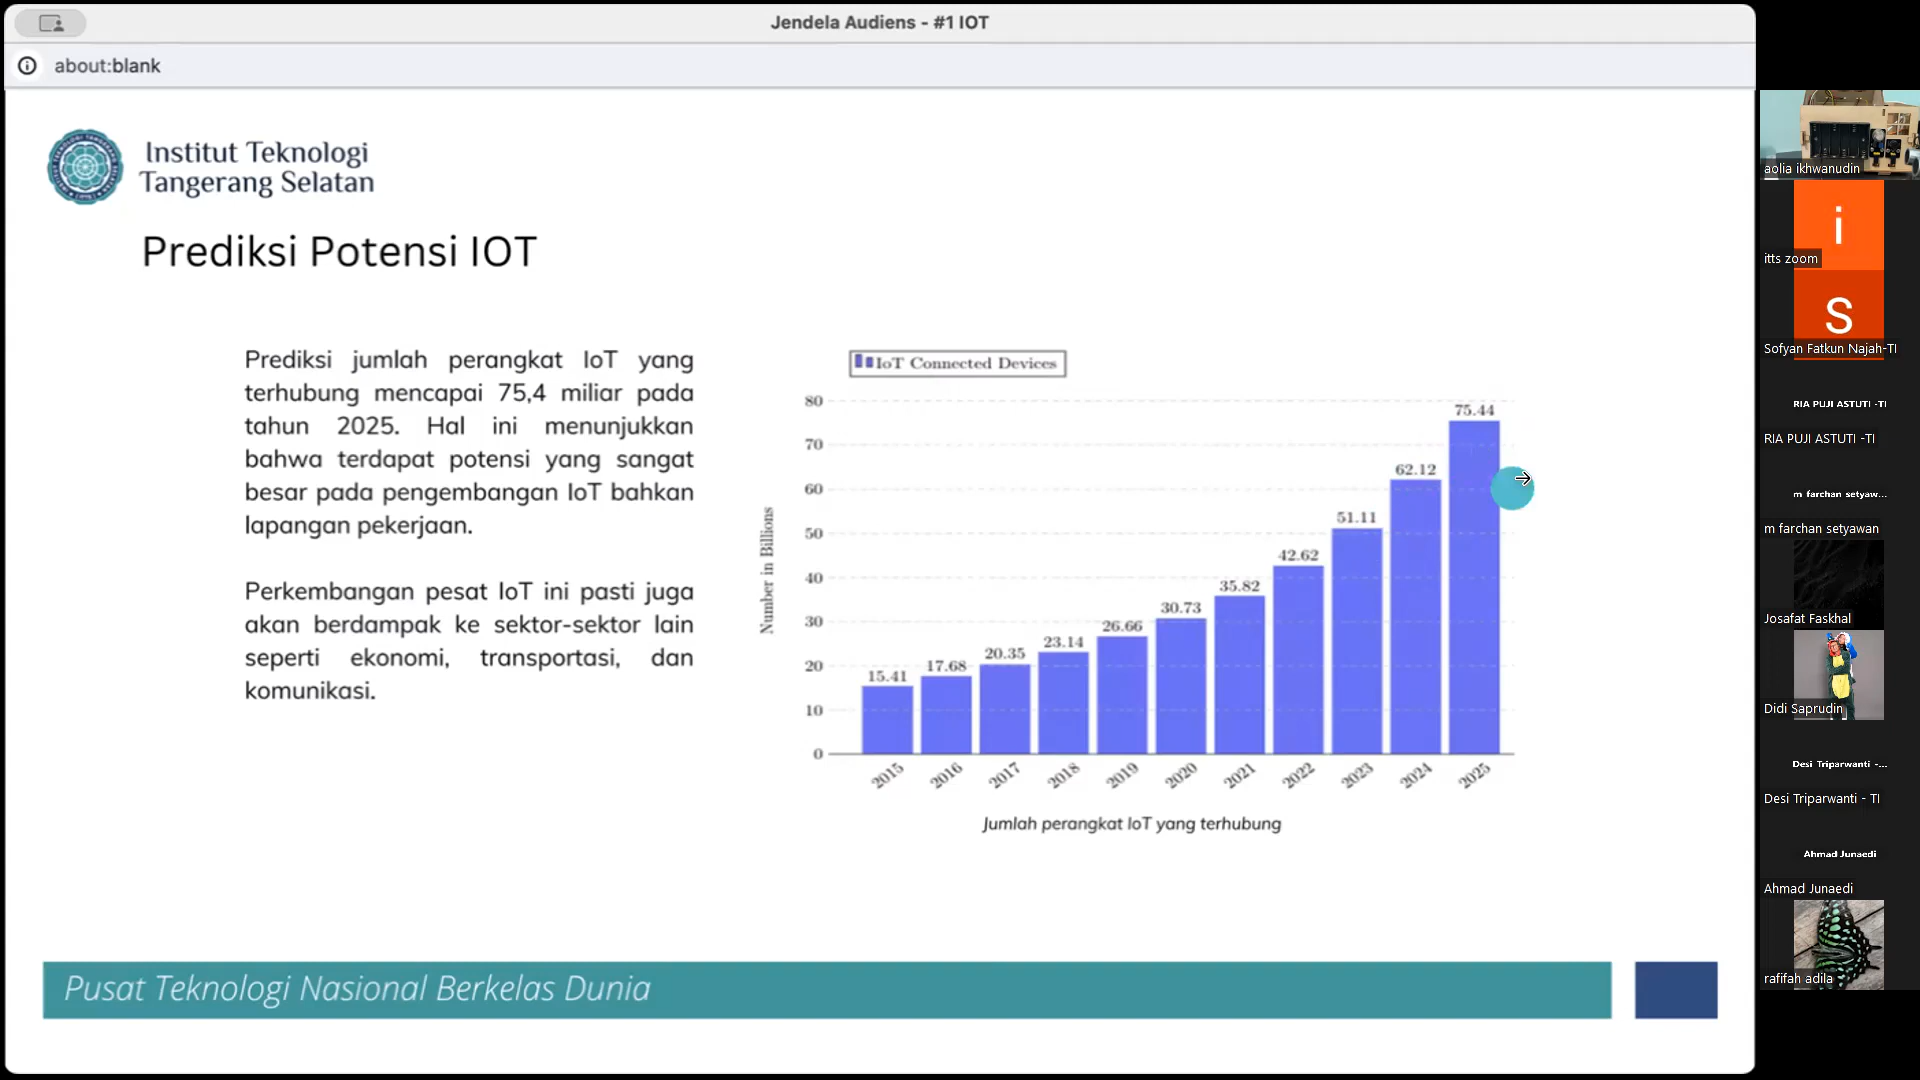 Jendela Audiens - #1 IOT
about:blank
Institut Teknologi
Tangerang Selatan
Prediksi Potensi IOT
Prediksi jumlah perangkat IoT yang
terhubung mencapai 75,4 miliar pada
tahun 2025. Hal ini menunjukkan
bahwa terdapat potensi yang sangat
besar pada pengembangan IoT bahkan
lapangan pekerjaan.
Perkembangan pesat IoT ini pasti juga
akan berdampak ke sektor-sektor lain
seperti ekonomi, transportasi, dan
komunikasi.
IoT Connected Devices
Number in Billions
80
70
60
50
40
30
20
10
0
15.41
17.68
20.35
23.14
26.66
30.73
35.82
42.62
51.11
62.12
75.44
2015
2016
2017
2018
2019
2020
2021
2022
2023
2024
2025
Jumlah perangkat IoT yang terhubung
Pusat Teknologi Nasional Berkelas Dunia
aolia ikhwanudin
i
itts zoom
S
Sofyan Fatkun Najah-TI
RIA PUJI ASTUTI -TI
RIA PUJI ASTUTI -TI
m farchan setyaw...
m farchan setyawan
Josafat Faskhal
Didi Saprudin
Desi Triparwanti -...
Desi Triparwanti - TI
Ahmad Junaedi
Ahmad Junaedi
rafifah adila